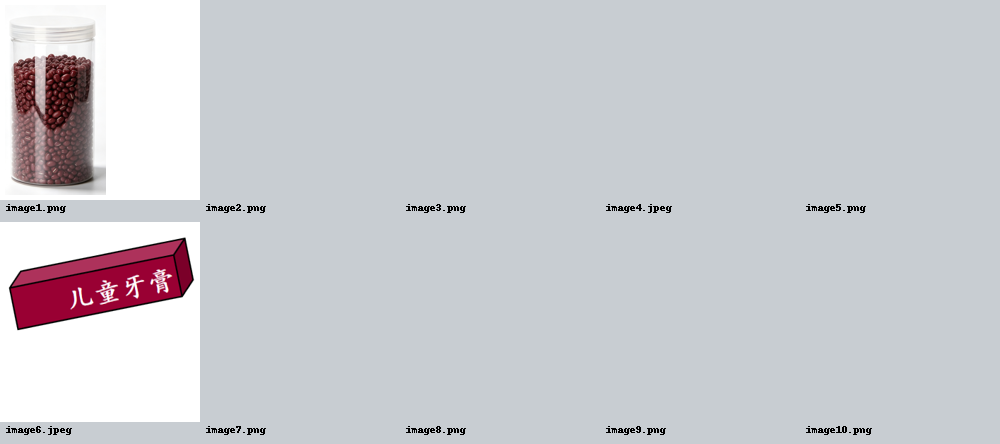 image1.png
image2.png
image3.png
image4.jpeg
image5.png
儿童牙膏
image6.jpeg
image7.png
image8.png
image9.png
image10.png